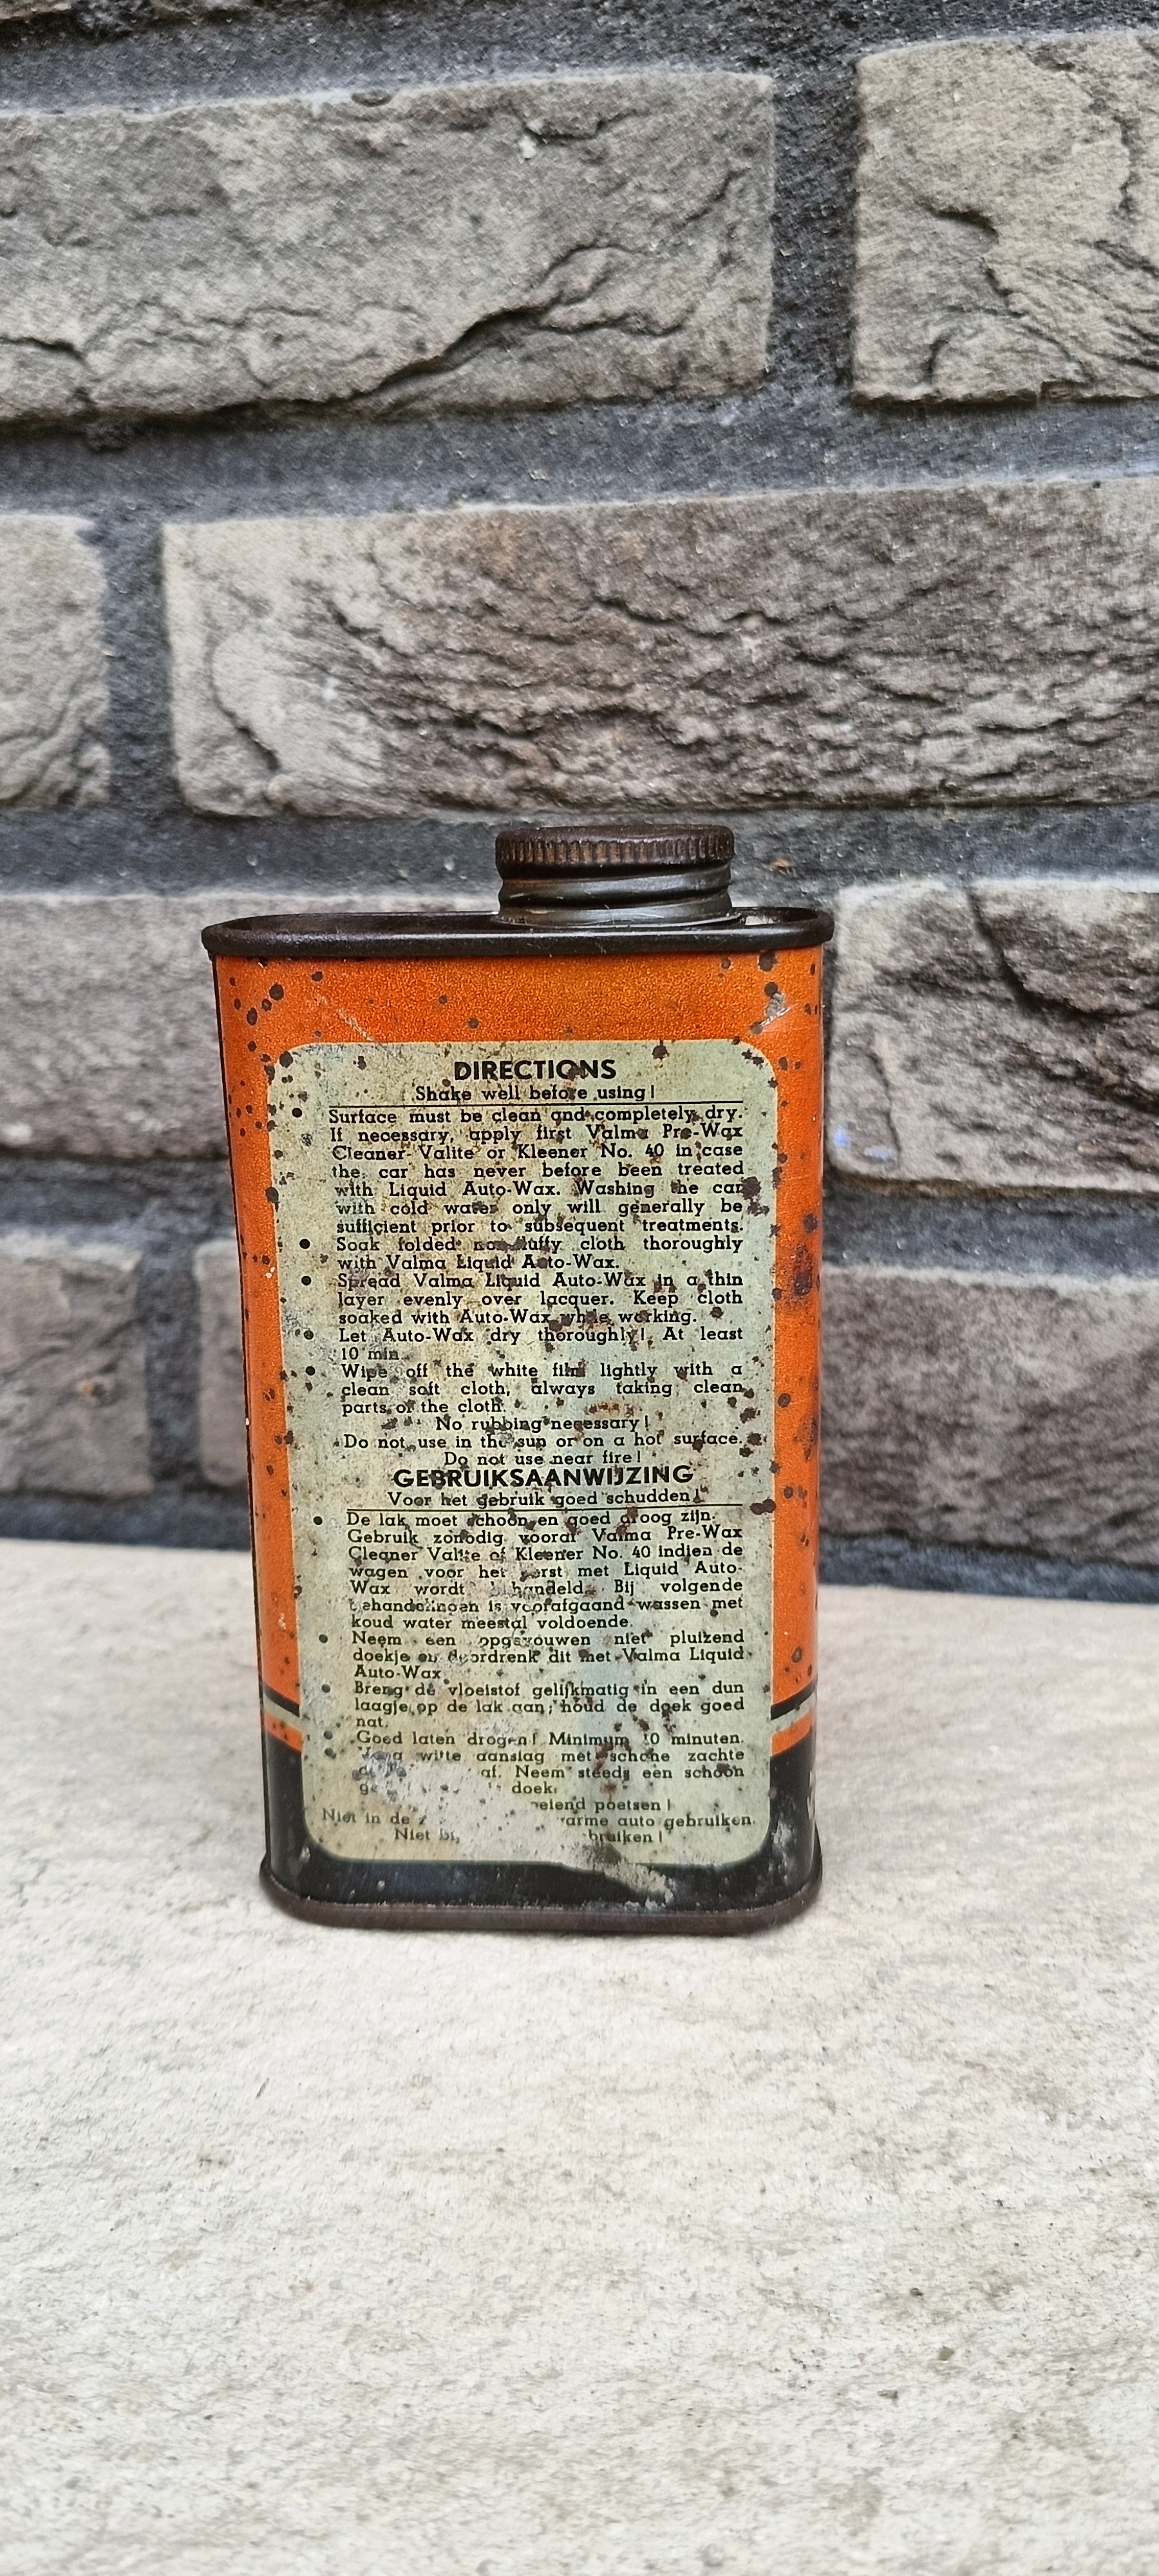 DIRECTIONS
Shake well before using!
Surface must be clean and completely dry.
If necessary, apply first Valma Pre-Wax
Cleaner Valite or Kleener No. 40 in case
the car has never before been treated
with Liquid Auto-Wax. Washing the car
with cold water only will generally be
sufficient prior to subsequent treatments.
Soak folded non-fluffy cloth thoroughly
with Valma Liquid Auto-Wax.
Spread Valma Liquid Auto-Wax in a thin
layer evenly over lacquer. Keep cloth
soaked with Auto-Wax while working.
Let Auto-Wax dry thoroughly! At least
10 min.
Wipe off the white film lightly with a
clean soft cloth, always taking clean
parts of the cloth.
No rubbing necessary!
Do not use in the sun or on a hot surface.
Do not use near fire!
GEBRUIKSAANWIJZING
Voor het gebruik goed schudden!
De lak moet schoon en goed droog zijn.
Gebruik zonodig vooraf Valma Pre-Wax
Cleaner Valite of Kleener No. 40 indien de
wagen voor het eerst met Liquid Auto-
Wax wordt behandeld. Bij volgende
behandelingen is voorafgaand wassen met
koud water meestal voldoende.
Neem een opgevouwen niet pluizend
doekje en doordrenk dit met Valma Liquid
Auto-Wax
Breng de vloeistof gelijkmatig in een dun
laagje op de lak aan; houd de doek goed
nat.
Goed laten drogen! Minimum 10 minuten.
witte aanslag met schone zachte
af. Neem steeds een schoon
doek.
poetsen!
Niet in de warme auto gebruiken.
Niet